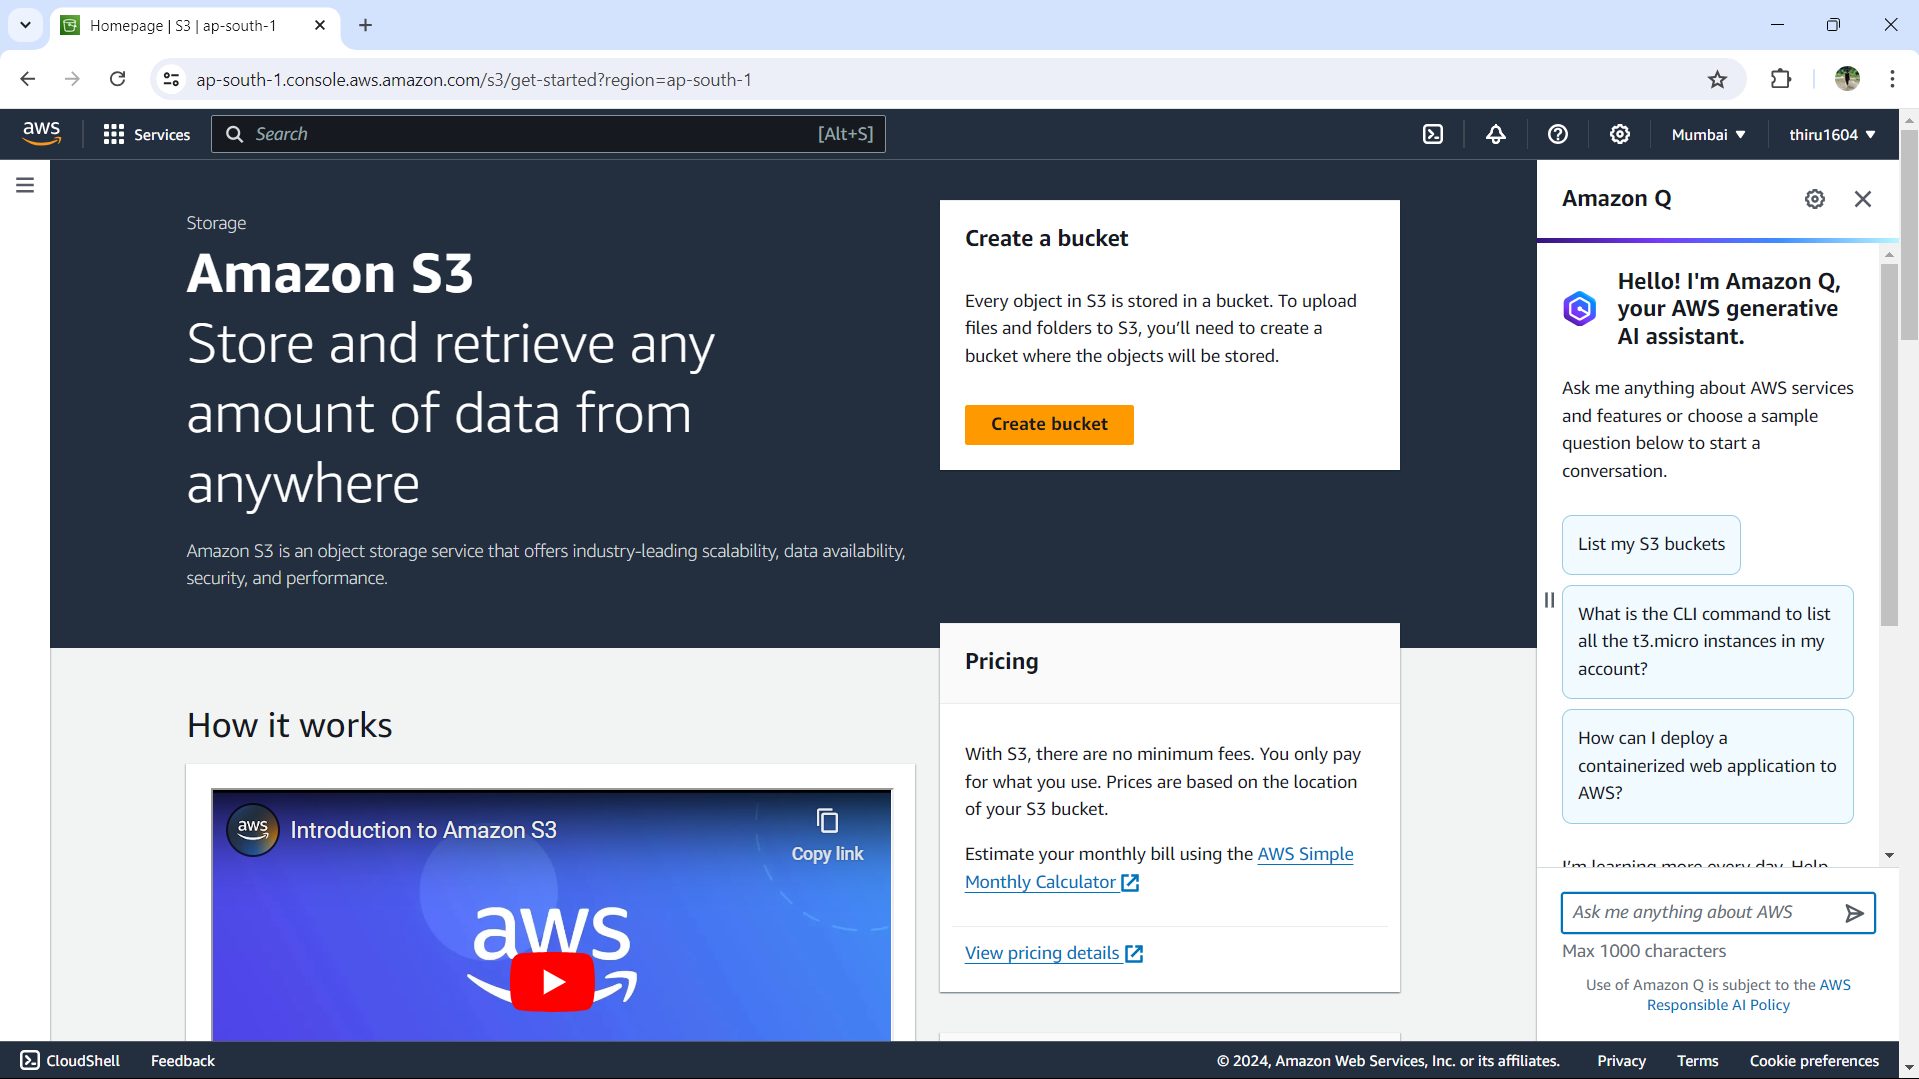 Homepage | S3 | ap-south-1
ap-south-1.console.aws.amazon.com/s3/get-started?region=ap-south-1
aws
Services
Search
[Alt+S]
Mumbai
thiru1604
Storage
Amazon S3
Store and retrieve any
amount of data from
anywhere
Amazon S3 is an object storage service that offers industry-leading scalability, data availability,
security, and performance.
Create a bucket
Every object in S3 is stored in a bucket. To upload
files and folders to S3, you'll need to create a
bucket where the objects will be stored.
Create bucket
How it works
aws
Introduction to Amazon S3
Copy link
aws
Pricing
With S3, there are no minimum fees. You only pay
for what you use. Prices are based on the location
of your S3 bucket.
Estimate your monthly bill using the AWS Simple
Monthly Calculator
View pricing details
Amazon Q
Hello! I'm Amazon Q,
your AWS generative
AI assistant.
Ask me anything about AWS services
and features or choose a sample
question below to start a
conversation.
List my S3 buckets
What is the CLI command to list
all the t3.micro instances in my
account?
How can I deploy a
containerized web application to
AWS?
I'm learning more every day. Help
Ask me anything about AWS
Max 1000 characters
Use of Amazon Q is subject to the AWS
Responsible AI Policy
CloudShell
Feedback
© 2024, Amazon Web Services, Inc. or its affiliates.
Privacy
Terms
Cookie preferences